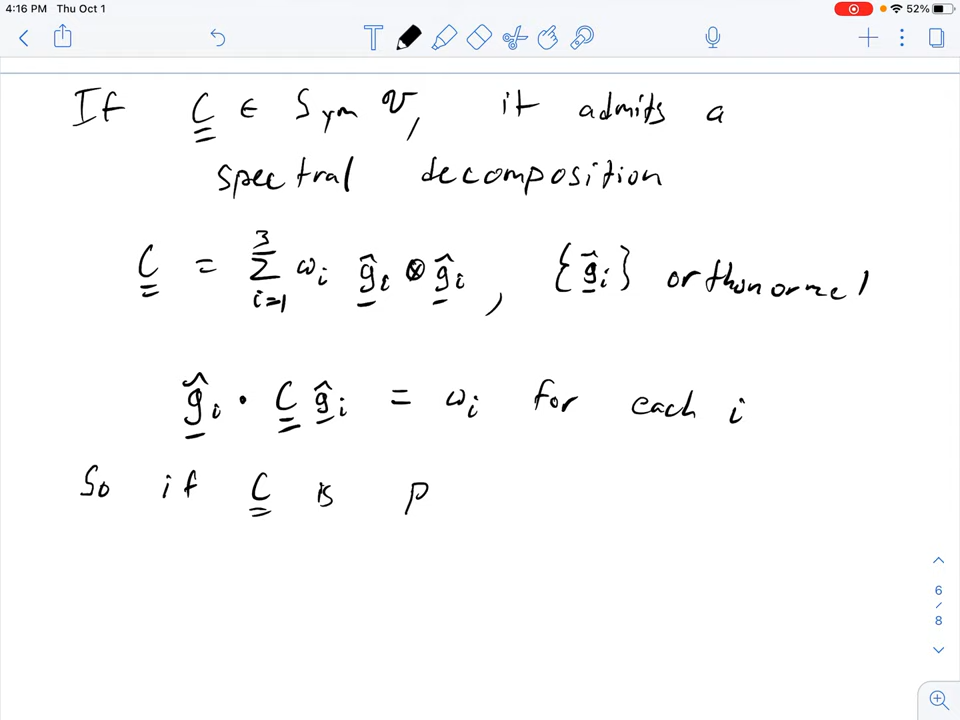 4:16 PM Thu Oct 1 52%
T
If C ∈ Sym V, it admits a
spectral decomposition
C = Σ_{i=1}^{3} ω_i ĝ_i ⊗ ĝ_i, {ĝ_i} orthonormal
ĝ_i · C ĝ_i = ω_i for each i
So if C is p
6
/
8